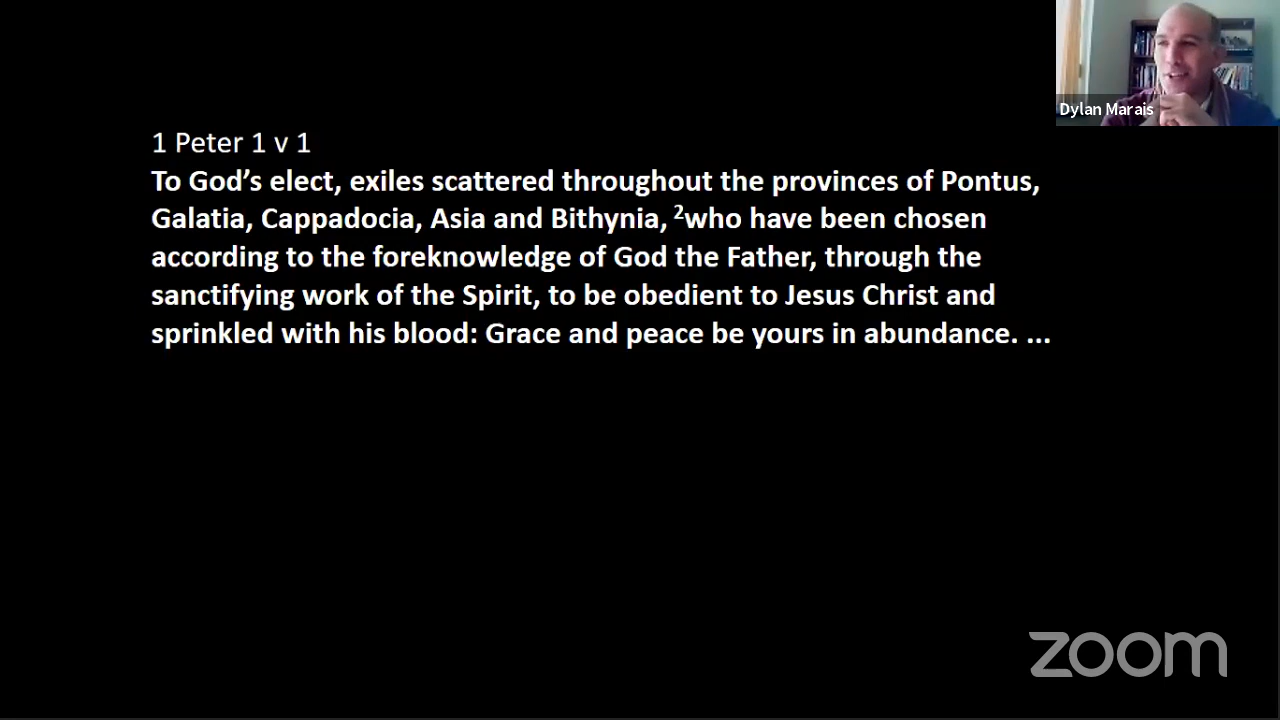 Dylan Marais
1 Peter 1 v 1
To God’s elect, exiles scattered throughout the provinces of Pontus,
Galatia, Cappadocia, Asia and Bithynia, ²who have been chosen
according to the foreknowledge of God the Father, through the
sanctifying work of the Spirit, to be obedient to Jesus Christ and
sprinkled with his blood: Grace and peace be yours in abundance. ...
zoom